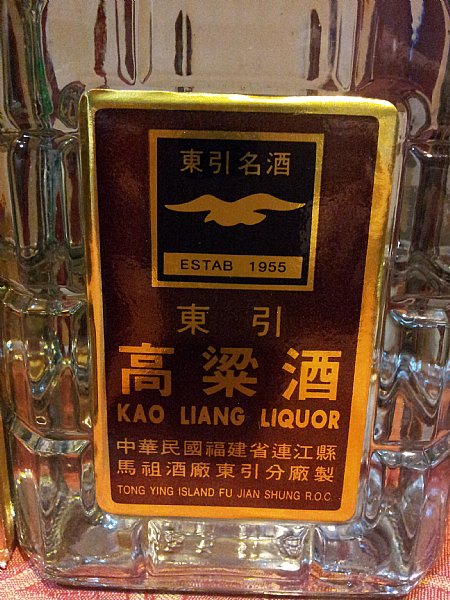 東引名酒
ESTAB 1955
東引
高粱酒
KAO LIANG LIQUOR
中華民國福建省連江縣
馬祖酒廠東引分廠製
TONG YING ISLAND FU JIAN SHUNG R.O.C.